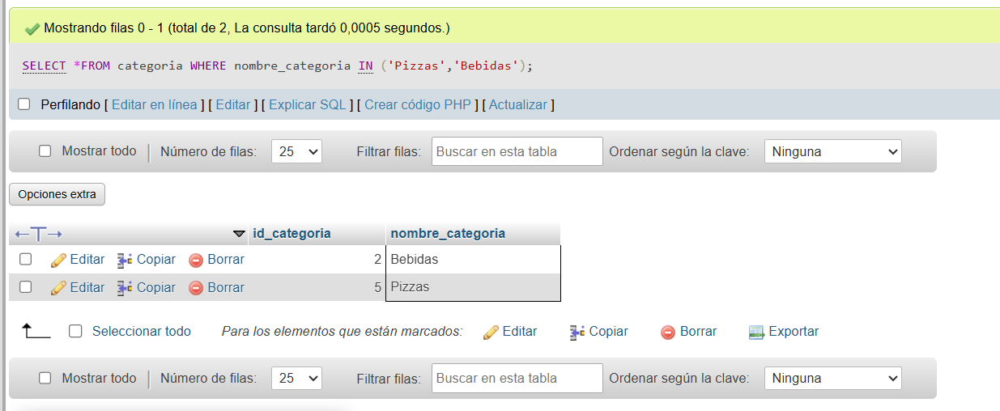 Mostrando filas 0 - 1 (total de 2, La consulta tardó 0,0005 segundos.)
SELECT *FROM categoria WHERE nombre_categoria IN ('Pizzas','Bebidas');
Perfilando [ Editar en línea ] [ Editar ] [ Explicar SQL ] [ Crear código PHP ] [ Actualizar ]
Mostrar todo | Número de filas: 25 Filtrar filas: Buscar en esta tabla Ordenar según la clave: Ninguna
Opciones extra
←T→ id_categoria nombre_categoria
Editar Copiar Borrar 2 Bebidas
Editar Copiar Borrar 5 Pizzas
Seleccionar todo Para los elementos que están marcados: Editar Copiar Borrar Exportar
Mostrar todo | Número de filas: 25 Filtrar filas: Buscar en esta tabla Ordenar según la clave: Ninguna